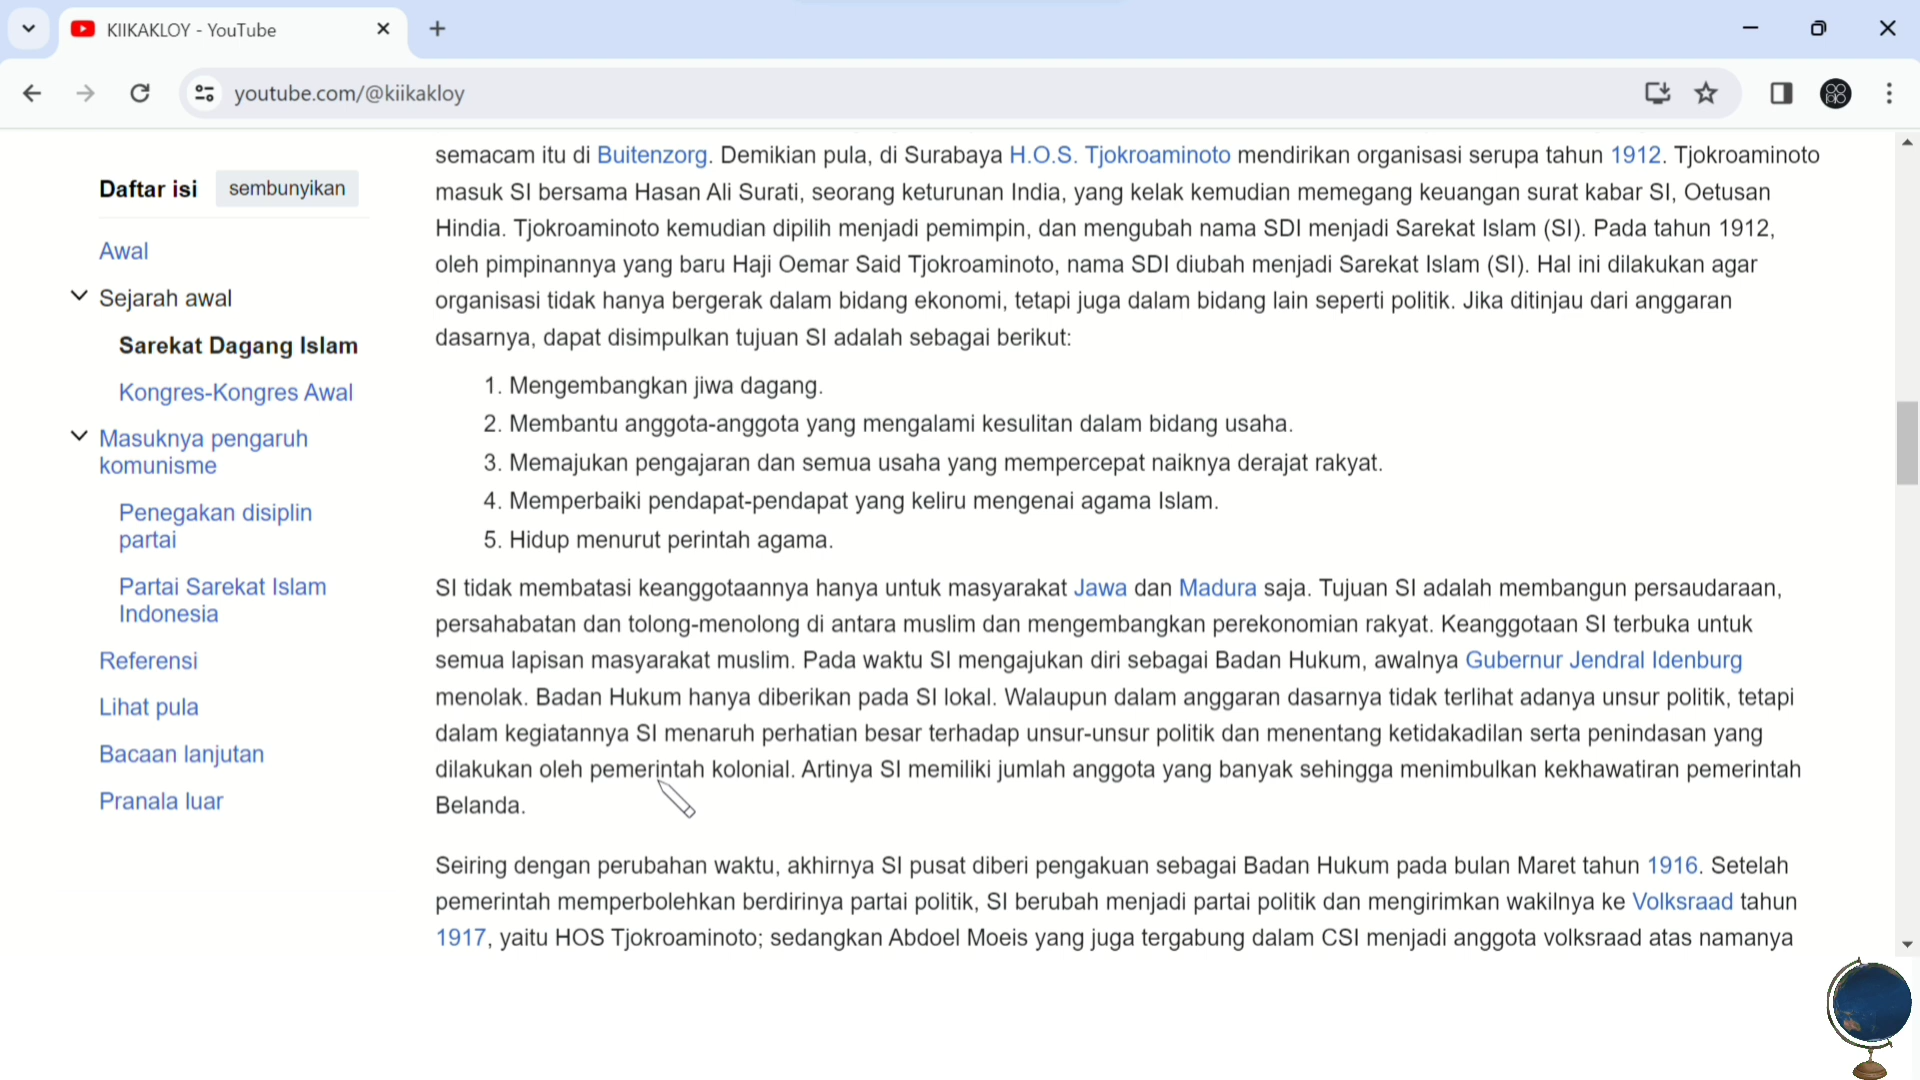 KIIKAKLOY - YouTube
youtube.com/@kiikakloy
Daftar isi sembunyikan
Awal
Sejarah awal
Sarekat Dagang Islam
Kongres-Kongres Awal
Masuknya pengaruh
komunisme
Penegakan disiplin
partai
Partai Sarekat Islam
Indonesia
Referensi
Lihat pula
Bacaan lanjutan
Pranala luar
semacam itu di Buitenzorg. Demikian pula, di Surabaya H.O.S. Tjokroaminoto mendirikan organisasi serupa tahun 1912. Tjokroaminoto
masuk SI bersama Hasan Ali Surati, seorang keturunan India, yang kelak kemudian memegang keuangan surat kabar SI, Oetusan
Hindia. Tjokroaminoto kemudian dipilih menjadi pemimpin, dan mengubah nama SDI menjadi Sarekat Islam (SI). Pada tahun 1912,
oleh pimpinannya yang baru Haji Oemar Said Tjokroaminoto, nama SDI diubah menjadi Sarekat Islam (SI). Hal ini dilakukan agar
organisasi tidak hanya bergerak dalam bidang ekonomi, tetapi juga dalam bidang lain seperti politik. Jika ditinjau dari anggaran
dasarnya, dapat disimpulkan tujuan SI adalah sebagai berikut:
1. Mengembangkan jiwa dagang.
2. Membantu anggota-anggota yang mengalami kesulitan dalam bidang usaha.
3. Memajukan pengajaran dan semua usaha yang mempercepat naiknya derajat rakyat.
4. Memperbaiki pendapat-pendapat yang keliru mengenai agama Islam.
5. Hidup menurut perintah agama.
SI tidak membatasi keanggotaannya hanya untuk masyarakat Jawa dan Madura saja. Tujuan SI adalah membangun persaudaraan,
persahabatan dan tolong-menolong di antara muslim dan mengembangkan perekonomian rakyat. Keanggotaan SI terbuka untuk
semua lapisan masyarakat muslim. Pada waktu SI mengajukan diri sebagai Badan Hukum, awalnya Gubernur Jendral Idenburg
menolak. Badan Hukum hanya diberikan pada SI lokal. Walaupun dalam anggaran dasarnya tidak terlihat adanya unsur politik, tetapi
dalam kegiatannya SI menaruh perhatian besar terhadap unsur-unsur politik dan menentang ketidakadilan serta penindasan yang
dilakukan oleh pemerintah kolonial. Artinya SI memiliki jumlah anggota yang banyak sehingga menimbulkan kekhawatiran pemerintah
Belanda.
Seiring dengan perubahan waktu, akhirnya SI pusat diberi pengakuan sebagai Badan Hukum pada bulan Maret tahun 1916. Setelah
pemerintah memperbolehkan berdirinya partai politik, SI berubah menjadi partai politik dan mengirimkan wakilnya ke Volksraad tahun
1917, yaitu HOS Tjokroaminoto; sedangkan Abdoel Moeis yang juga tergabung dalam CSI menjadi anggota volksraad atas namanya